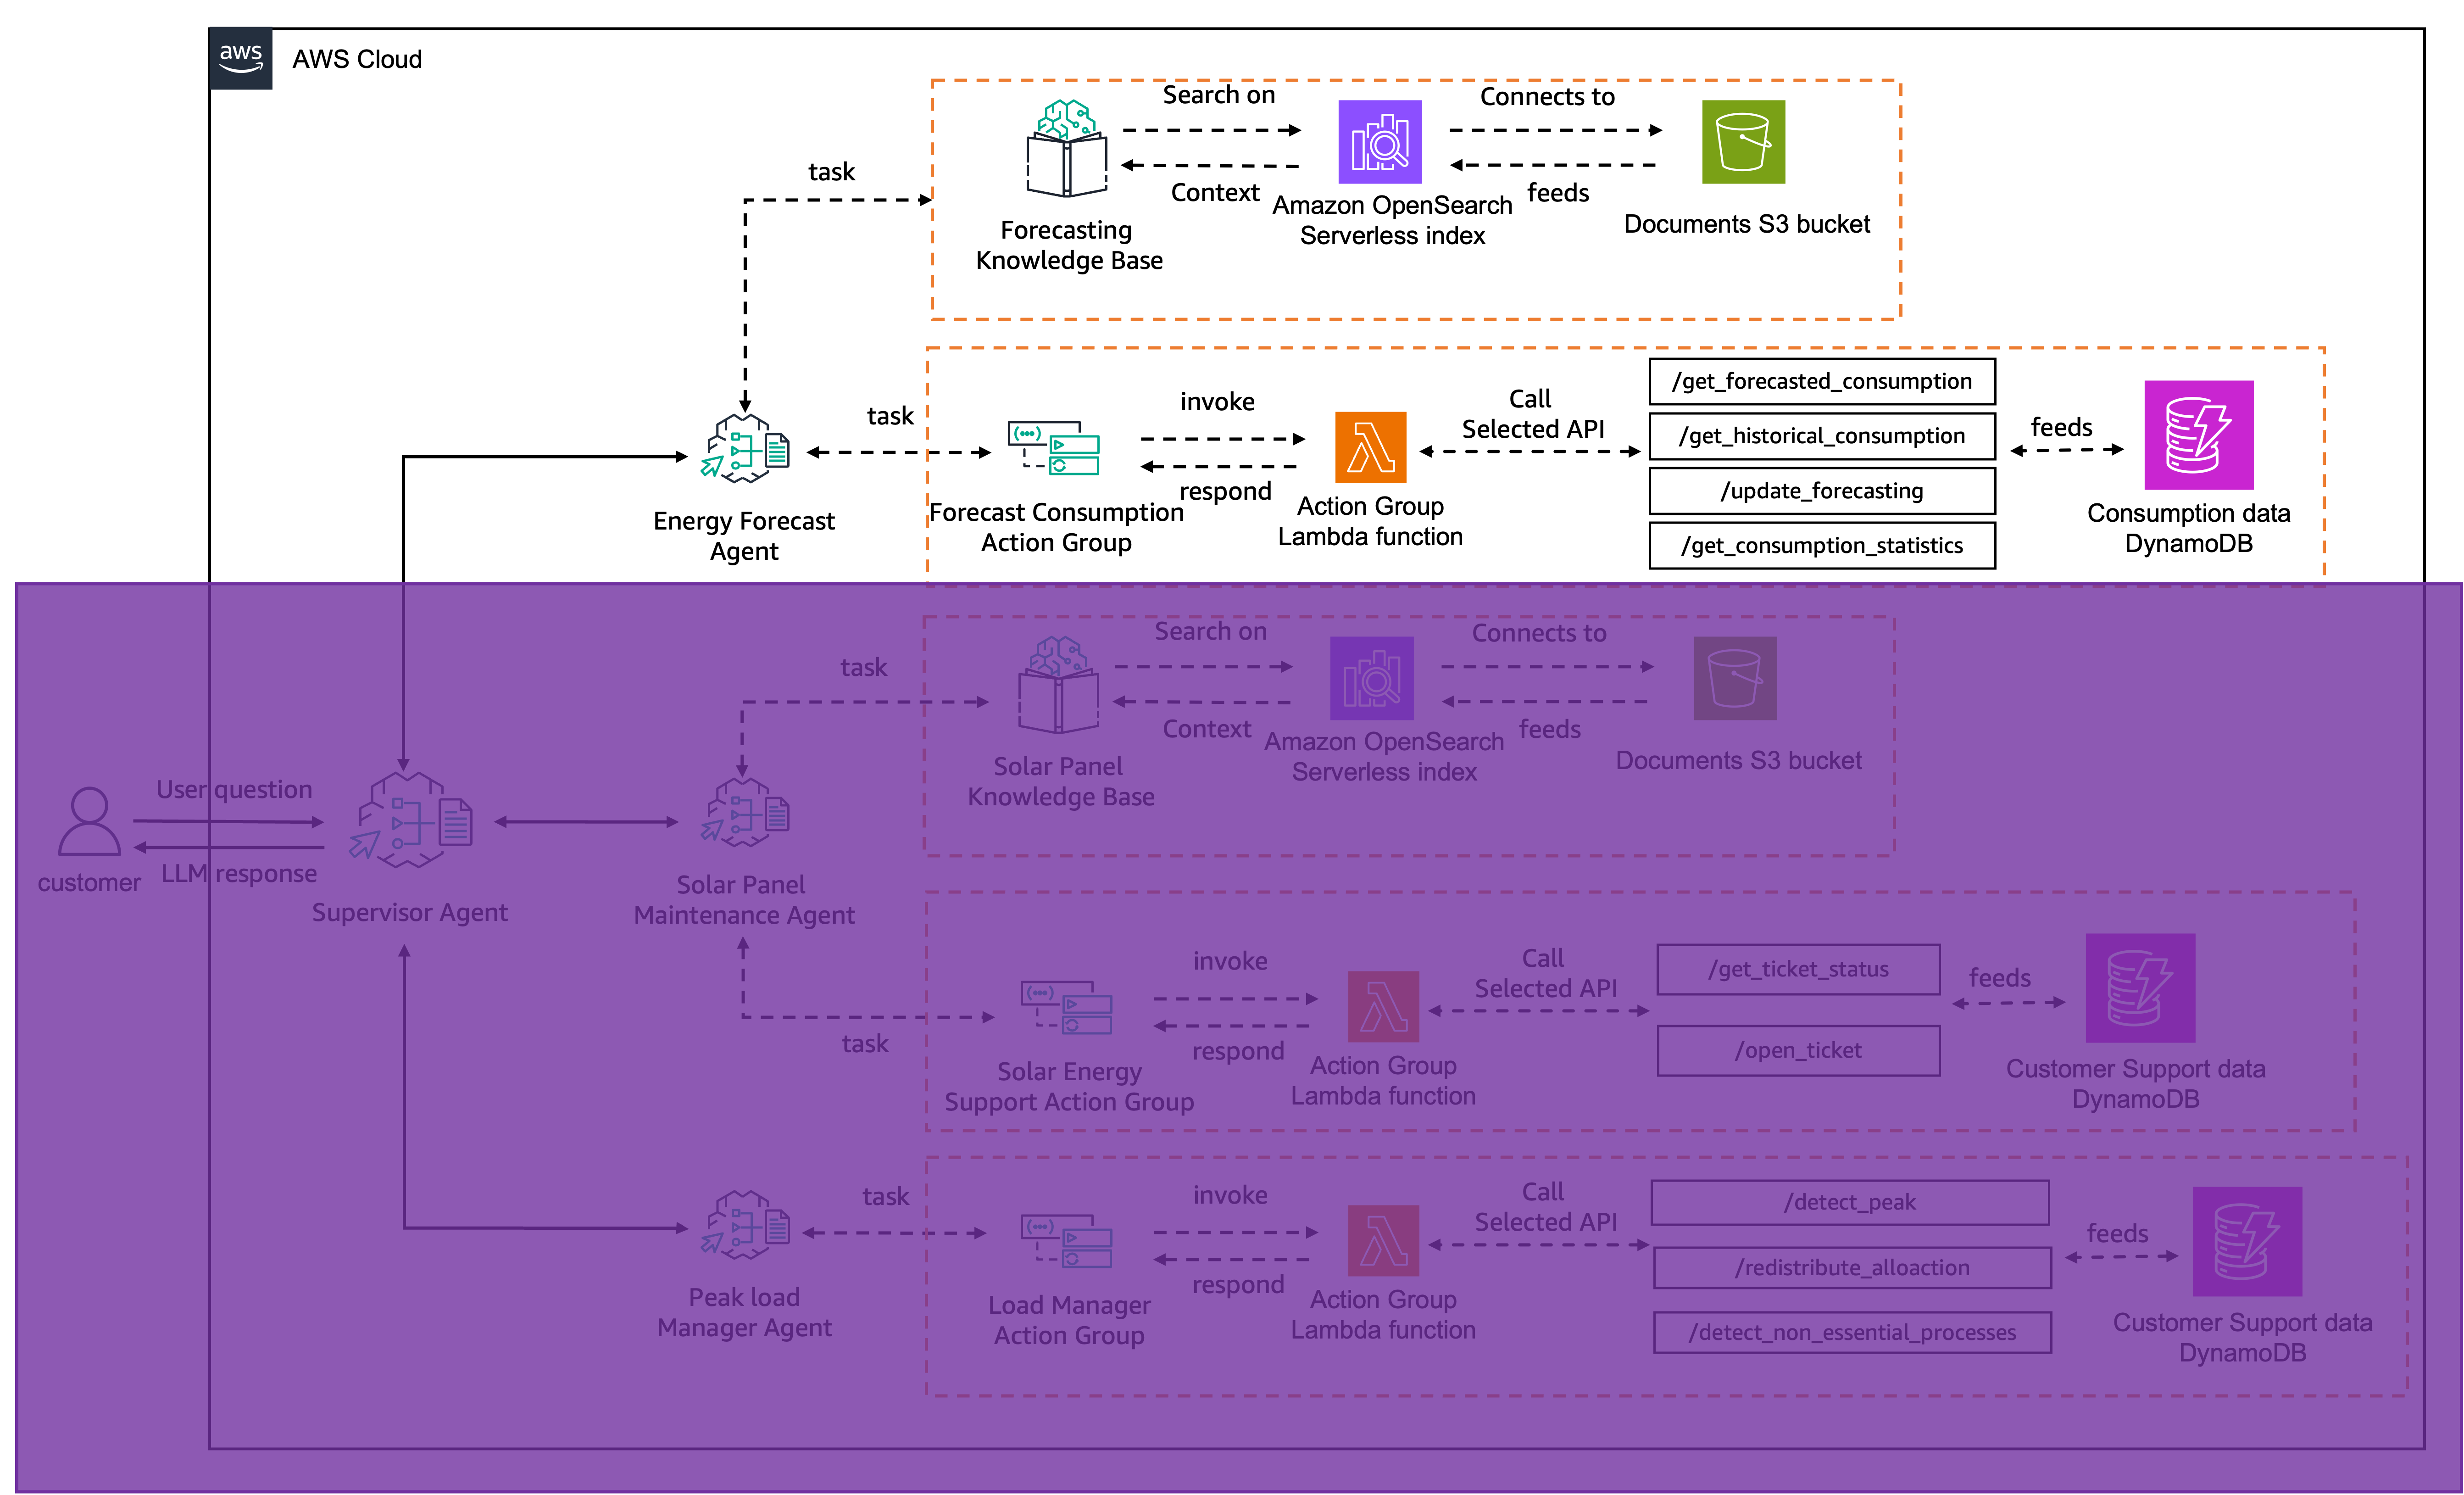 aws
AWS Cloud
Search on
Connects to
task
Context
feeds
Amazon OpenSearch
Serverless index
Documents S3 bucket
Forecasting
Knowledge Base
/get_forecasted_consumption
invoke
Call
Selected API
task
/get_historical_consumption
feeds
respond
/update_forecasting
Energy Forecast
Agent
Forecast Consumption
Action Group
Action Group
Lambda function
/get_consumption_statistics
Consumption data
DynamoDB
Search on
Connects to
task
Context
feeds
Amazon OpenSearch
Serverless index
Documents S3 bucket
Solar Panel
Knowledge Base
User question
LLM response
customer
Supervisor Agent
Solar Panel
Maintenance Agent
invoke
Call
Selected API
/get_ticket_status
feeds
task
respond
/open_ticket
Solar Energy
Support Action Group
Action Group
Lambda function
Customer Support data
DynamoDB
task
invoke
Call
Selected API
/detect_peak
feeds
/redistribute_alloaction
respond
Peak load
Manager Agent
Load Manager
Action Group
Action Group
Lambda function
/detect_non_essential_processes
Customer Support data
DynamoDB